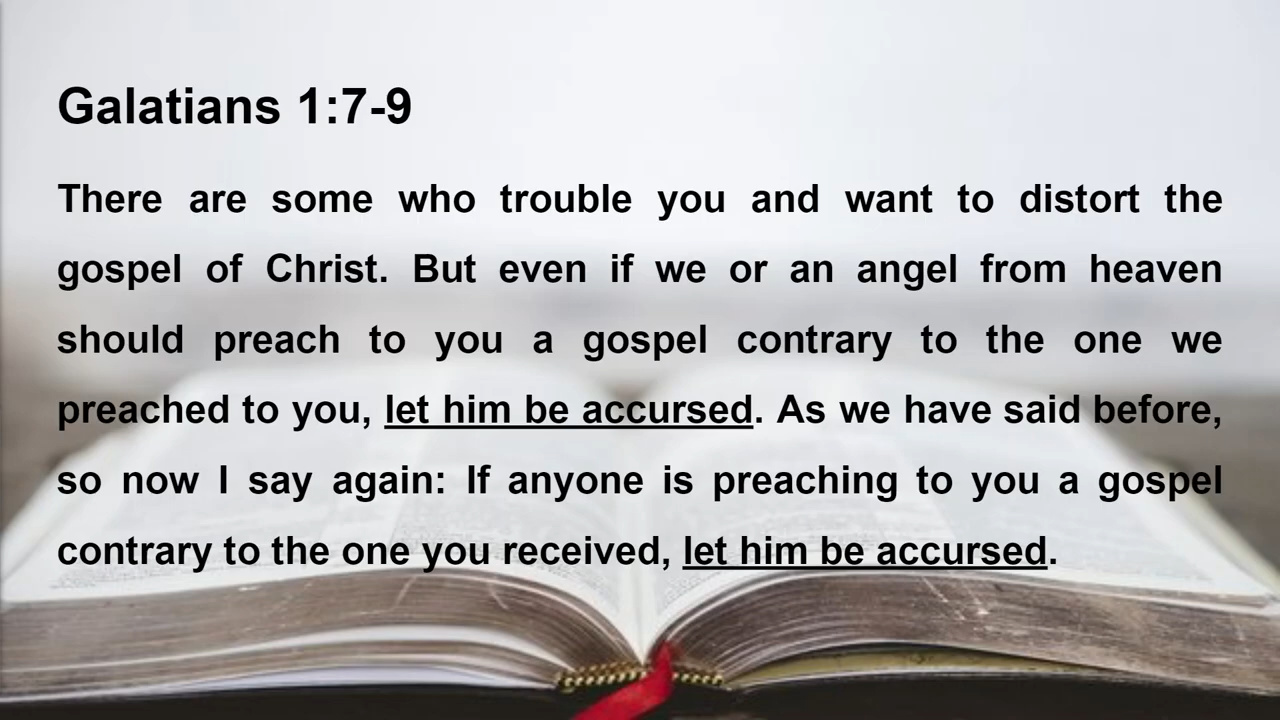 Galatians 1:7-9
There are some who trouble you and want to distort the
gospel of Christ. But even if we or an angel from heaven
should preach to you a gospel contrary to the one we
preached to you, let him be accursed. As we have said before,
so now I say again: If anyone is preaching to you a gospel
contrary to the one you received, let him be accursed.